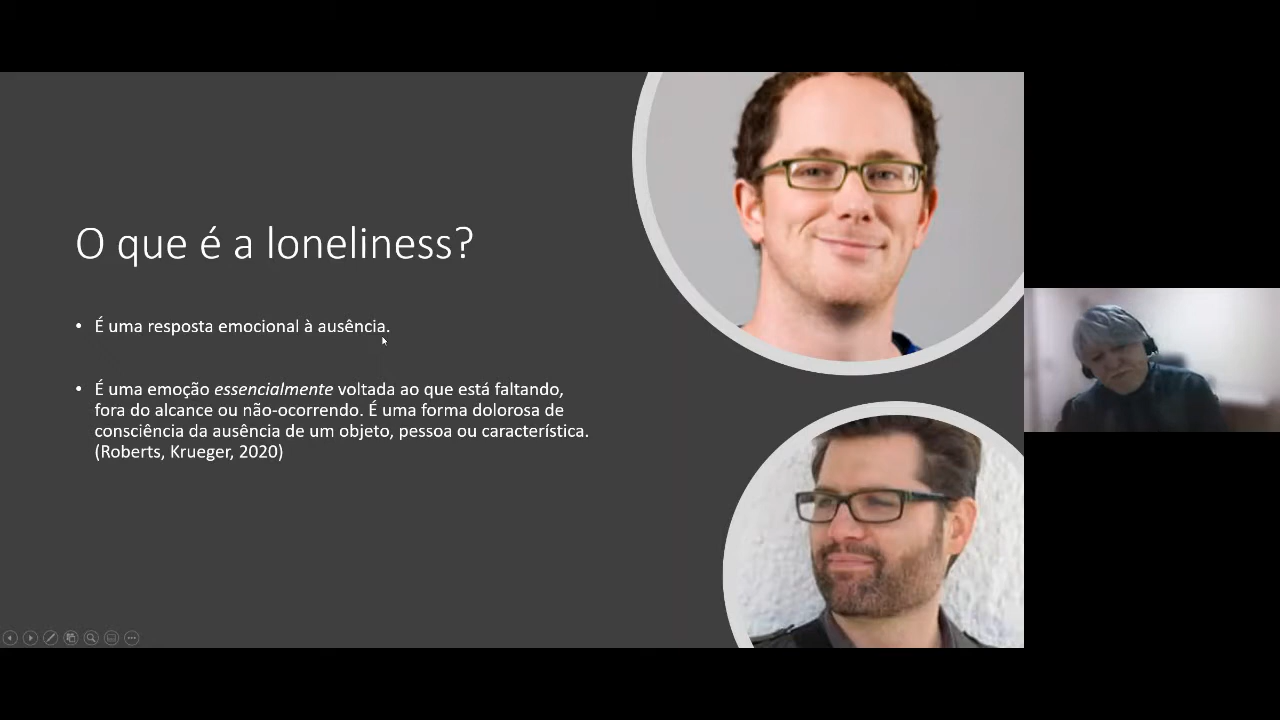 O que é a loneliness?
• É uma resposta emocional à ausência.
• É uma emoção essencialmente voltada ao que está faltando,
fora do alcance ou não-ocorrendo. É uma forma dolorosa de
consciência da ausência de um objeto, pessoa ou característica.
(Roberts, Krueger, 2020)